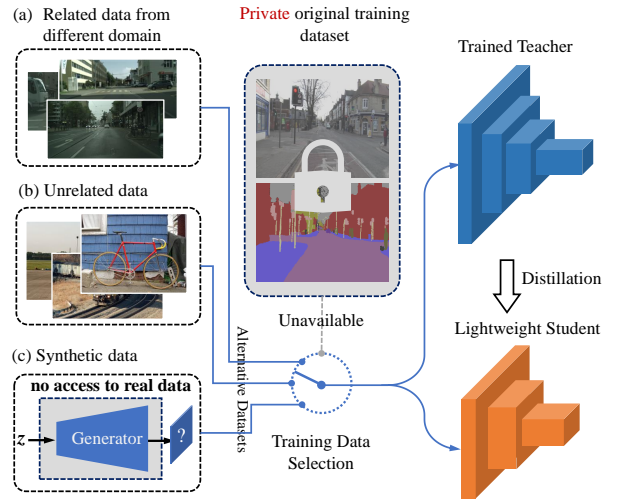 (a) Related data from
different domain
Private original training
dataset
Trained Teacher
(b) Unrelated data
Unavailable
Distillation
Lightweight Student
Alternative Datasets
(c) Synthetic data
no access to real data
z
Generator
?
Training Data
Selection